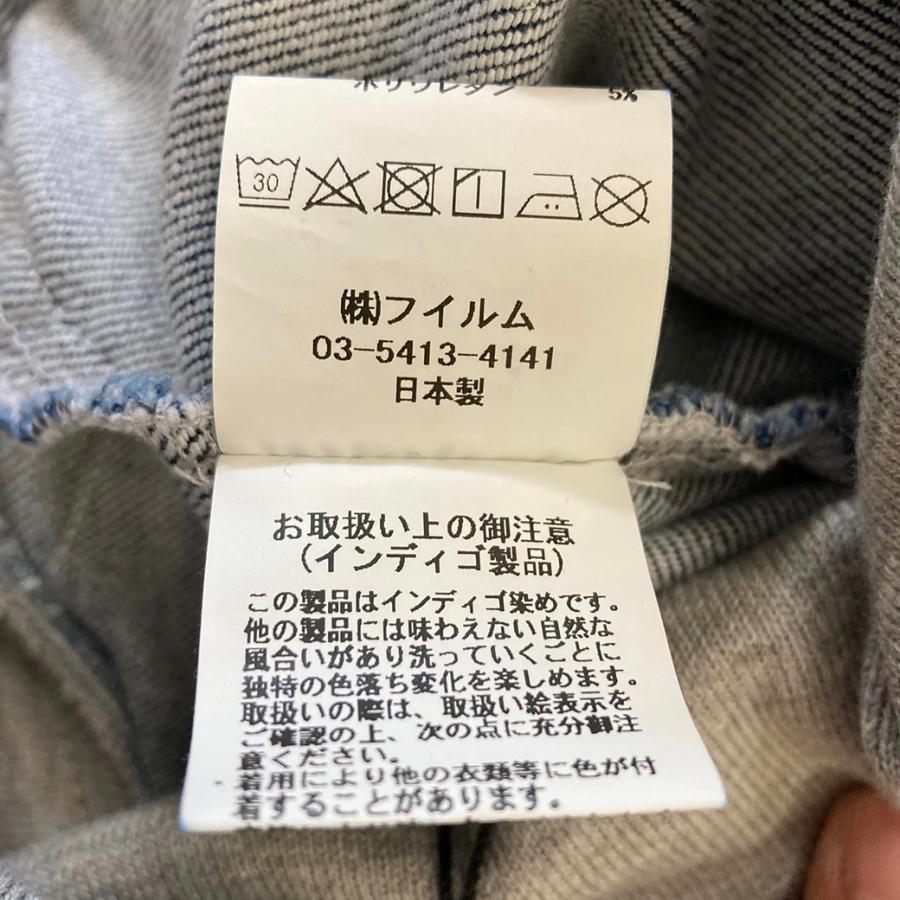 ポリウレタン 5%
30
㈱フイルム
03-5413-4141
日本製
お取扱い上の御注意
(インディゴ製品)
この製品はインディゴ染めです。
他の製品には味わえない自然な
風合いがあり洗っていくごとに
独特の色落ち変化を楽しめます。
取扱いの際は、取扱い絵表示を
ご確認の上、次の点に充分御注
意ください。
着用により他の衣類等に色が付
着することがあります。